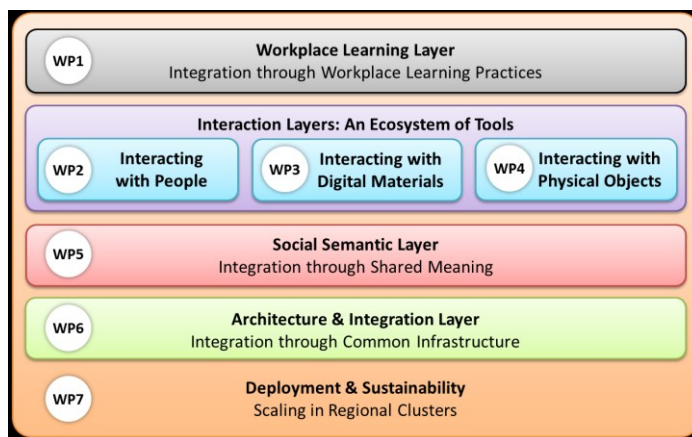 WP1
Workplace Learning Layer
Integration through Workplace Learning Practices
Interaction Layers: An Ecosystem of Tools
WP2
Interacting
with People
WP3
Interacting with
Digital Materials
WP4
Interacting with
Physical Objects
WP5
Social Semantic Layer
Integration through Shared Meaning
WP6
Architecture & Integration Layer
Integration through Common Infrastructure
WP7
Deployment & Sustainability
Scaling in Regional Clusters